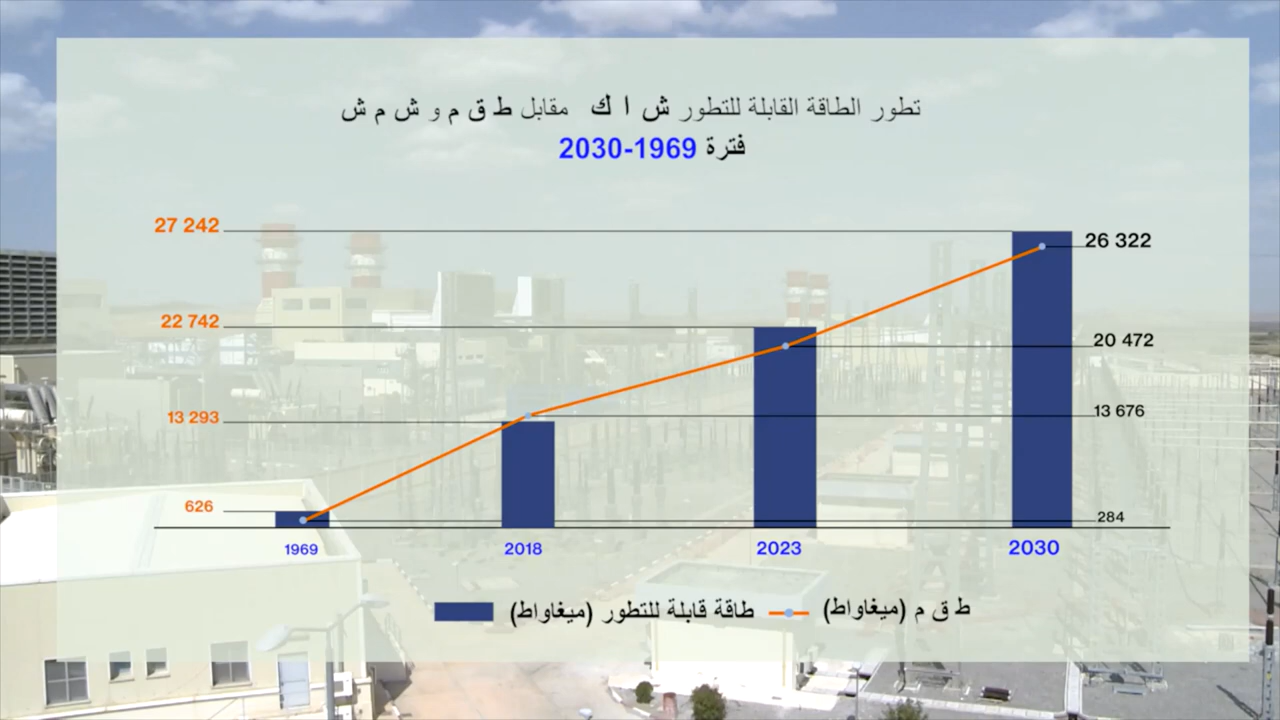 تطور الطاقة القابلة للتطور ش ا ك مقابل ط ق م و ش م ش
فترة 1969-2030
27 242
26 322
22 742
20 472
13 293
13 676
626
284
1969 2018 2023 2030
طاقة قابلة للتطور (ميغاواط) ط ق م (ميغاواط)